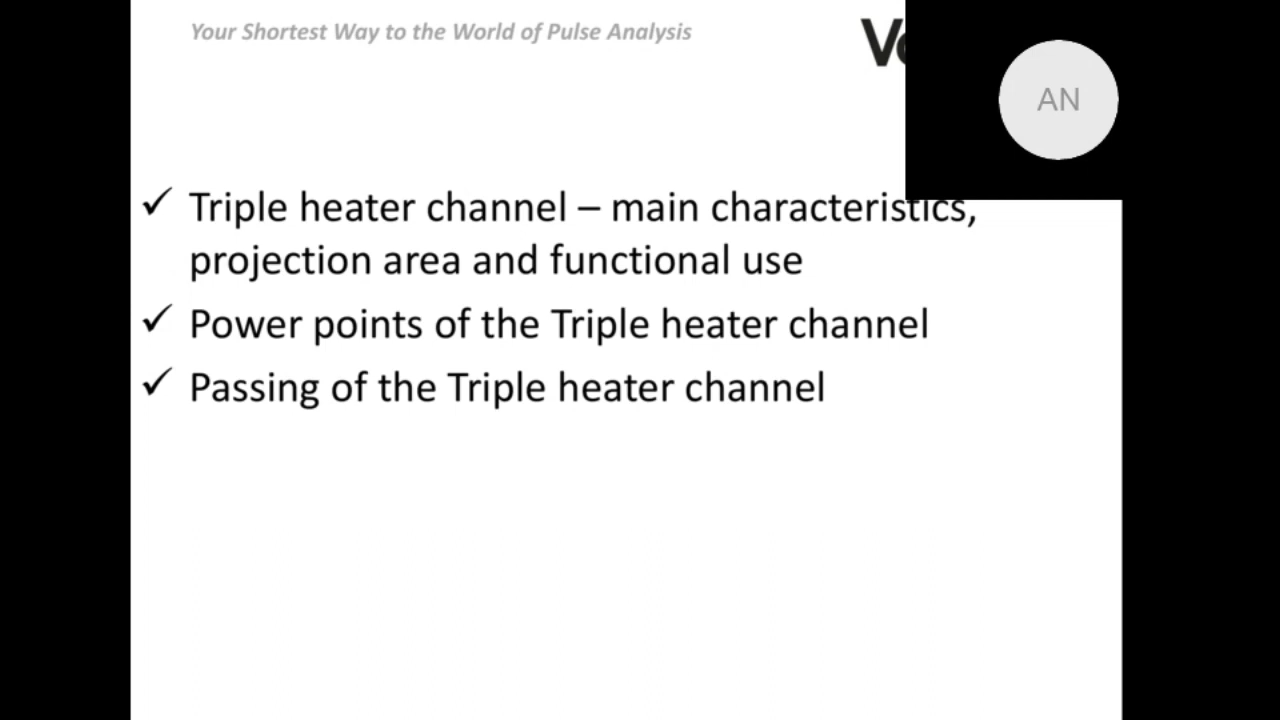 Your Shortest Way to the World of Pulse Analysis
AN
✓ Triple heater channel – main characteristics,
projection area and functional use
✓ Power points of the Triple heater channel
✓ Passing of the Triple heater channel